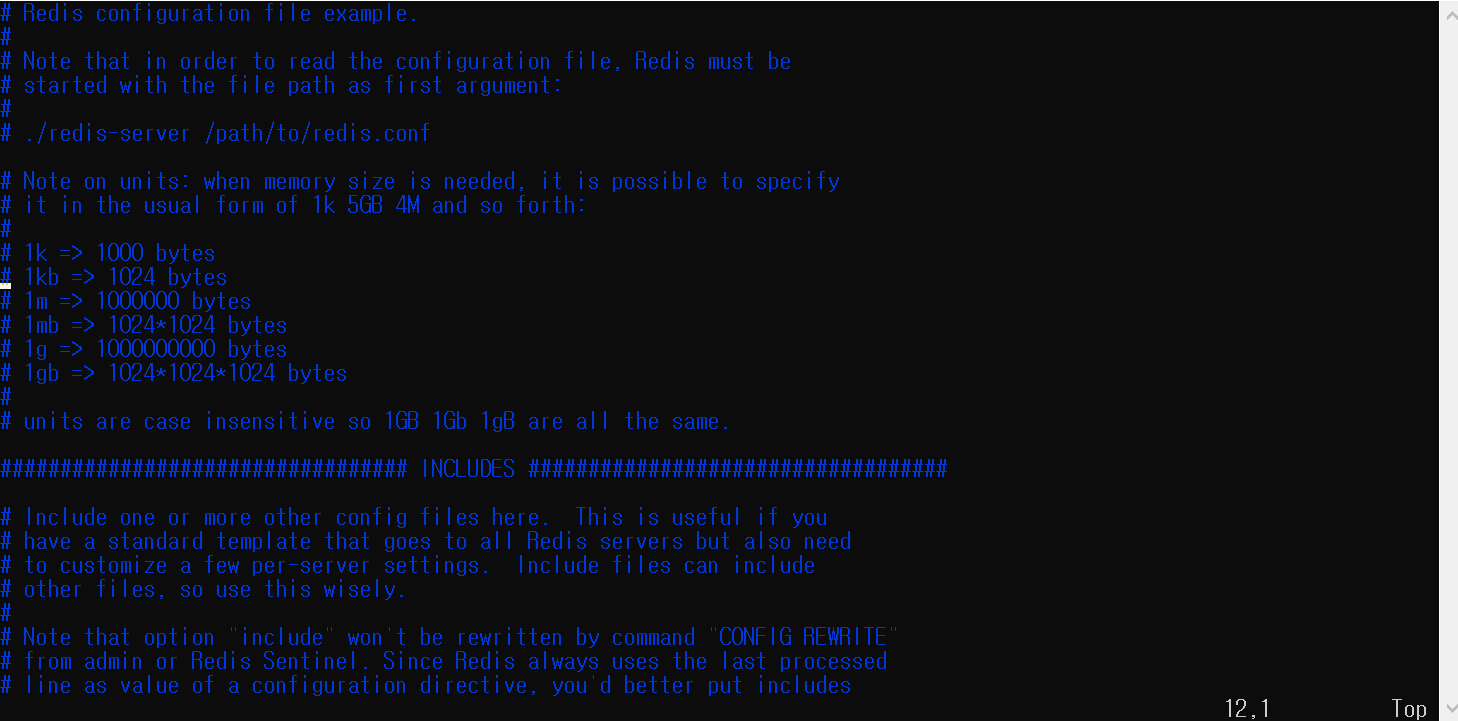 # Redis configuration file example.
#
# Note that in order to read the configuration file, Redis must be
# started with the file path as first argument:
#
# ./redis-server /path/to/redis.conf

# Note on units: when memory size is needed, it is possible to specify
# it in the usual form of 1k 5GB 4M and so forth:
#
# 1k => 1000 bytes
# 1kb => 1024 bytes
# 1m => 1000000 bytes
# 1mb => 1024*1024 bytes
# 1g => 1000000000 bytes
# 1gb => 1024*1024*1024 bytes
#
# units are case insensitive so 1GB 1Gb 1gB are all the same.

################################## INCLUDES ###################################

# Include one or more other config files here.  This is useful if you
# have a standard template that goes to all Redis servers but also need
# to customize a few per-server settings.  Include files can include
# other files, so use this wisely.
#
# Note that option "include" won't be rewritten by command "CONFIG REWRITE"
# from admin or Redis Sentinel. Since Redis always uses the last processed
# line as value of a configuration directive, you'd better put includes
12,1 Top